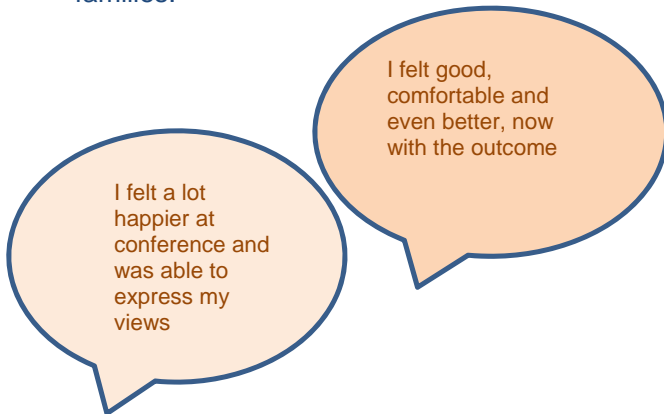 families.
I felt good,
comfortable and
even better, now
with the outcome
I felt a lot
happier at
conference and
was able to
express my
views